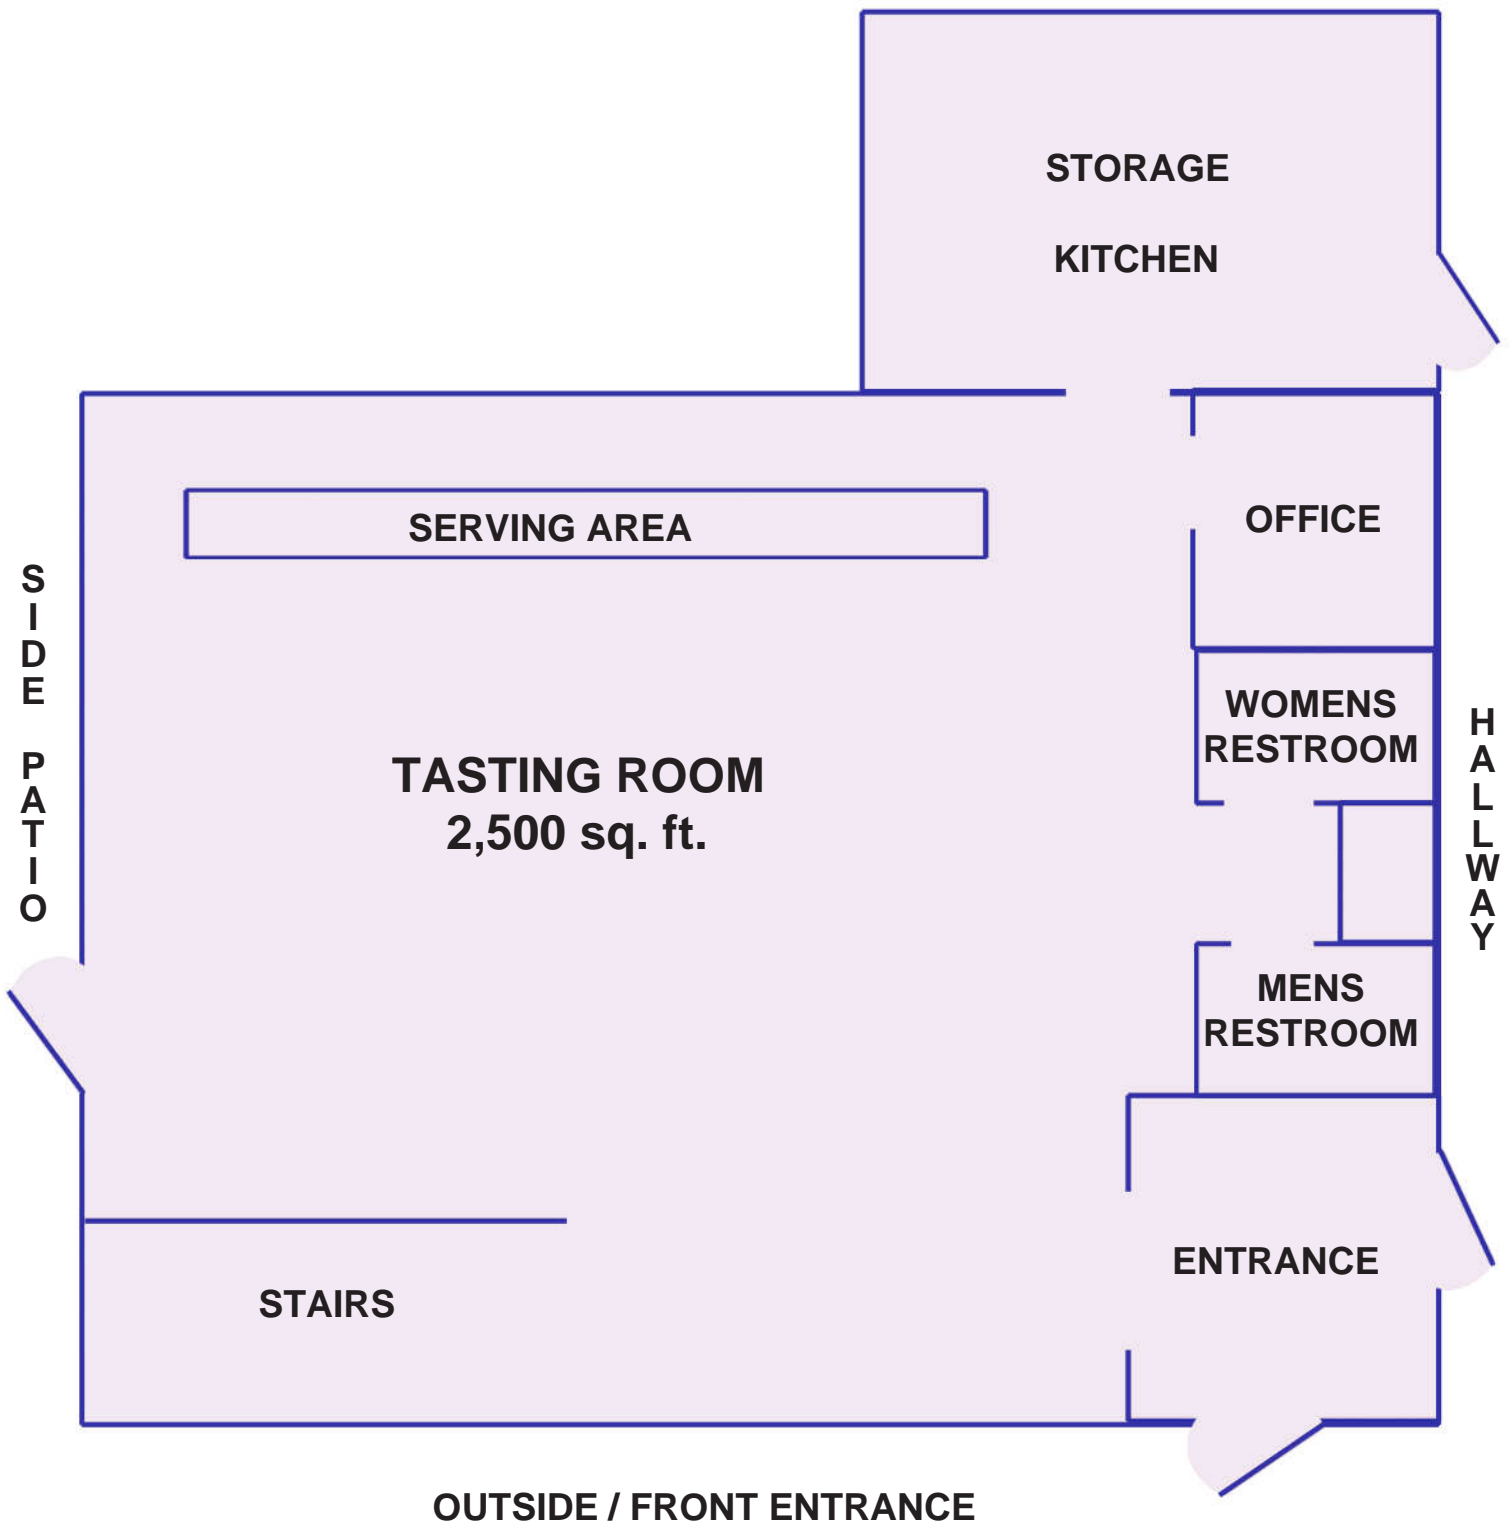 STORAGE
KITCHEN
SERVING AREA
OFFICE
SIDE PATIO
WOMENS
RESTROOM
HALLWAY
TASTING ROOM
2,500 sq. ft.
MENS
RESTROOM
ENTRANCE
STAIRS
OUTSIDE / FRONT ENTRANCE